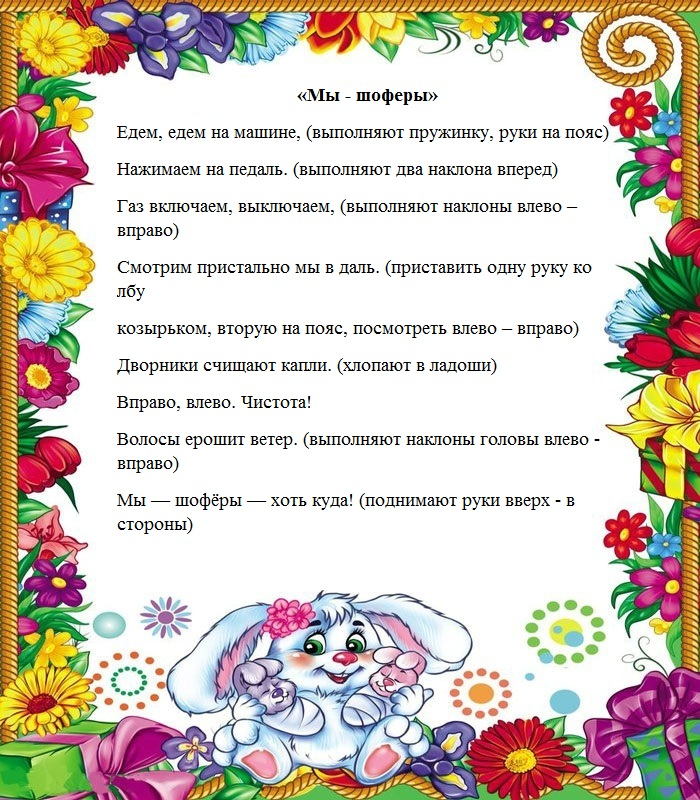 «Мы - шоферы»
Едем, едем на машине, (выполняют пружинку, руки на пояс)
Нажимаем на педаль. (выполняют два наклона вперед)
Газ включаем, выключаем, (выполняют наклоны влево –
вправо)
Смотрим пристально мы в даль. (приставить одну руку ко
лбу
козырьком, вторую на пояс, посмотреть влево – вправо)
Дворники счищают капли. (хлопают в ладоши)
Вправо, влево. Чистота!
Волосы ерошит ветер. (выполняют наклоны головы влево -
вправо)
Мы — шофёры — хоть куда! (поднимают руки вверх - в
стороны)